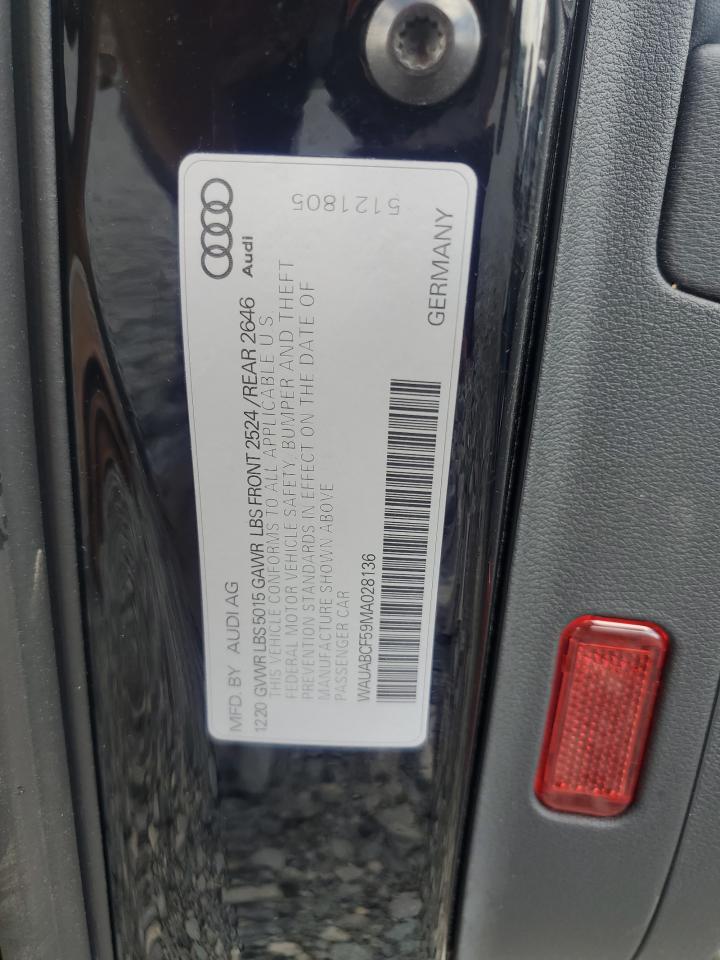 MFD. BY AUDI AG
Audi
1220 GVWR LBS 5015 GAWR LBS FRONT 2524 / REAR 2646
THIS VEHICLE CONFORMS TO ALL APPLICABLE U S
FEDERAL MOTOR VEHICLE SAFETY, BUMPER AND THEFT
PREVENTION STANDARDS IN EFFECT ON THE DATE OF
MANUFACTURE SHOWN ABOVE
PASSENGER CAR
5121805
WAUABCF59MA028136
GERMANY